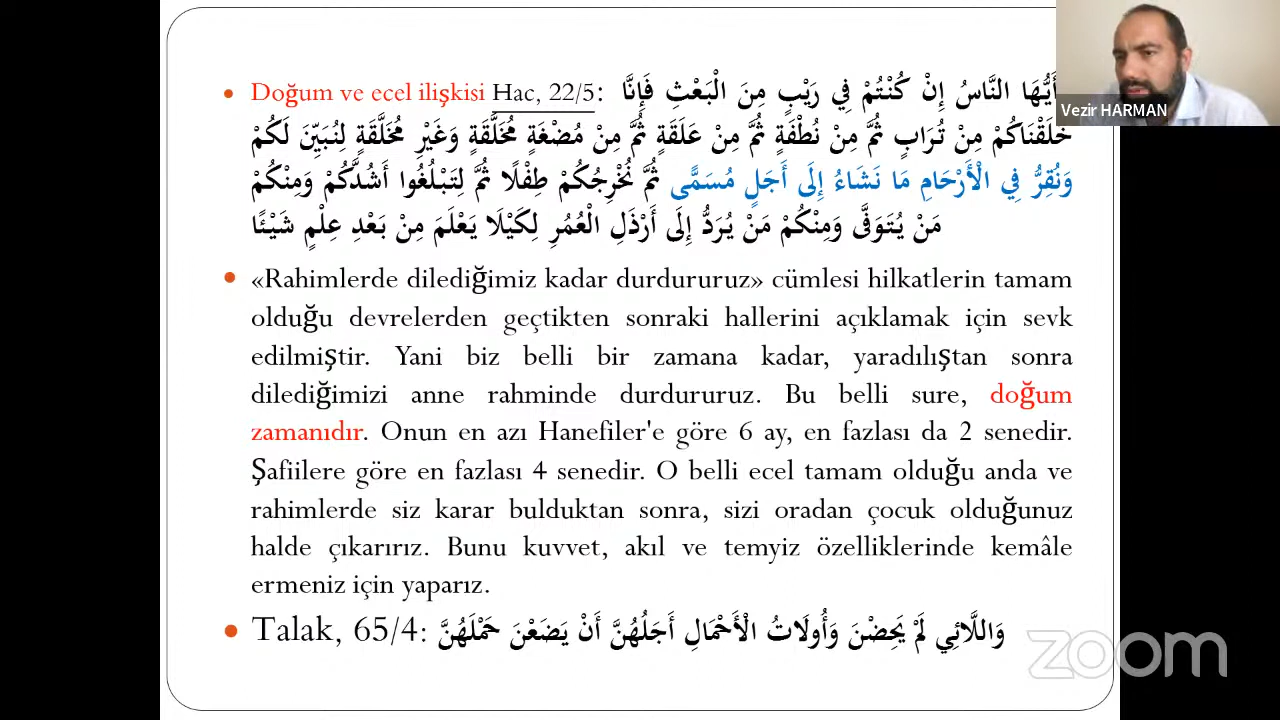 Vezir HARMAN
• Doğum ve ecel ilişkisi Hac, 22/5: أَيُّهَا النَّاسُ إِنْ كُنْتُمْ فِي رَيْبٍ مِنَ الْبَعْثِ فَإِنَّا
خَلَقْنَاكُمْ مِنْ تُرَابٍ ثُمَّ مِنْ نُطْفَةٍ ثُمَّ مِنْ عَلَقَةٍ ثُمَّ مِنْ مُضْغَةٍ مُخَلَّقَةٍ وَغَيْرِ مُخَلَّقَةٍ لِنُبَيِّنَ لَكُمْ
وَنُقِرُّ فِي الْأَرْحَامِ مَا نَشَاءُ إِلَى أَجَلٍ مُسَمًّى ثُمَّ نُخْرِجُكُمْ طِفْلًا ثُمَّ لِتَبْلُغُوا أَشُدَّكُمْ وَمِنْكُمْ
مَنْ يُتَوَفَّى وَمِنْكُمْ مَنْ يُرَدُّ إِلَى أَرْذَلِ الْعُمُرِ لِكَيْلَا يَعْلَمَ مِنْ بَعْدِ عِلْمٍ شَيْئًا
• «Rahimlerde dilediğimiz kadar durdururuz» cümlesi hilkatlerin tamam
olduğu devrelerden geçtikten sonraki hallerini açıklamak için sevk
edilmiştir. Yani biz belli bir zamana kadar, yaradılıştan sonra
dilediğimizi anne rahminde durdururuz. Bu belli sure, doğum
zamanıdır. Onun en azı Hanefiler'e göre 6 ay, en fazlası da 2 senedir.
Şafiilere göre en fazlası 4 senedir. O belli ecel tamam olduğu anda ve
rahimlerde siz karar bulduktan sonra, sizi oradan çocuk olduğunuz
halde çıkarırız. Bunu kuvvet, akıl ve temyiz özelliklerinde kemâle
ermeniz için yaparız.
• Talak, 65/4: وَاللَّائِي لَمْ يَحِضْنَ وَأُولَاتُ الْأَحْمَالِ أَجَلُهُنَّ أَنْ يَضَعْنَ حَمْلَهُنَّ
zoom